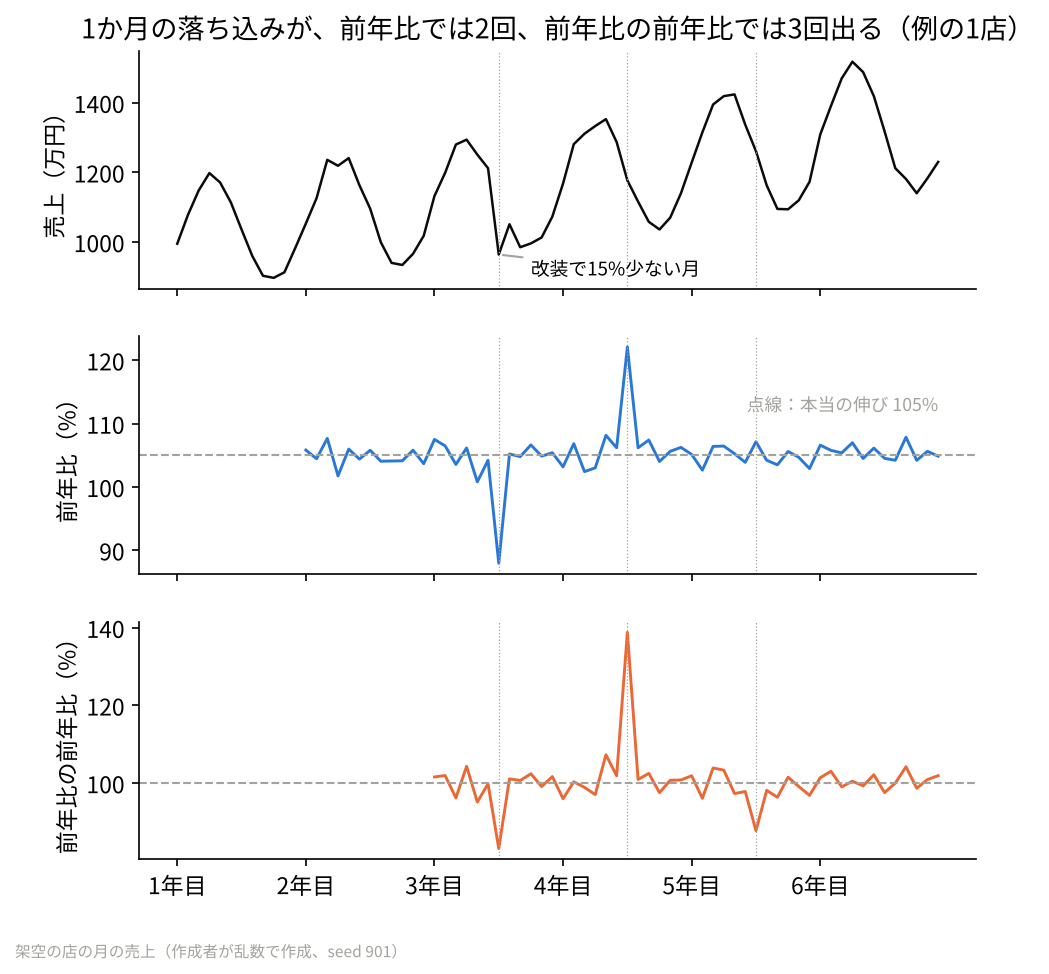 1か月の落ち込みが、前年比では2回、前年比の前年比では3回出る（例の1店）
売上（万円）
1400
1200
1000
改装で15%少ない月
前年比（%）
120
110
100
90
点線：本当の伸び 105%
前年比の前年比（%）
140
120
100
1年目
2年目
3年目
4年目
5年目
6年目
架空の店の月の売上（作成者が乱数で作成、seed 901）